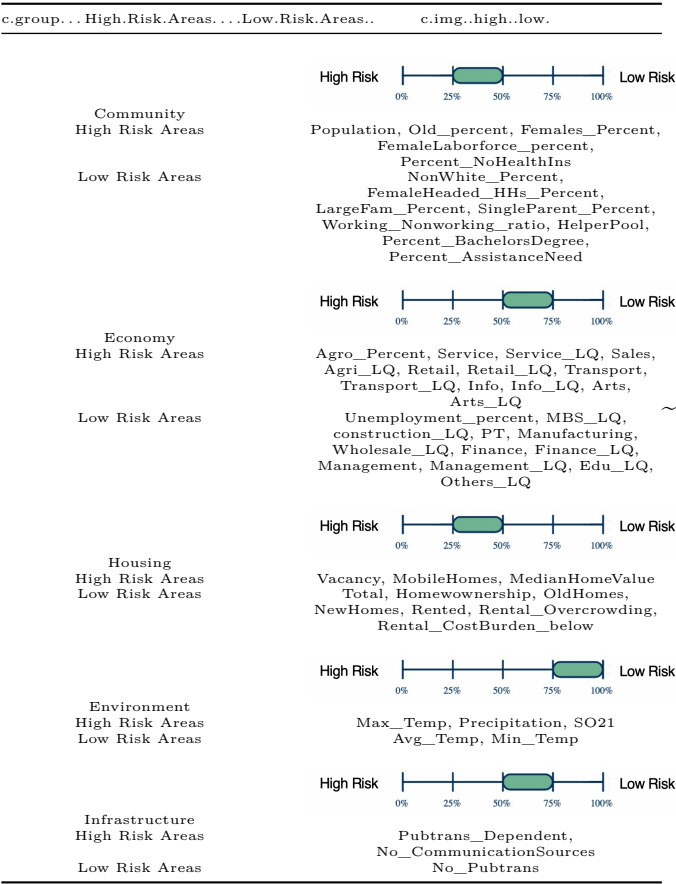 c.group... High.Risk.Areas. . . .Low.Risk.Areas.. c.img..high..low.
High Risk Low Risk
0% 25% 50% 75% 100%
Community
High Risk Areas Population, Old_percent, Females_Percent,
FemaleLaborforce_percent,
Percent_NoHealthIns
Low Risk Areas NonWhite_Percent,
FemaleHeaded_HHs_Percent,
LargeFam_Percent, SingleParent_Percent,
Working_Nonworking_ratio, HelperPool,
Percent_BachelorsDegree,
Percent_AssistanceNeed
High Risk Low Risk
0% 25% 50% 75% 100%
Economy
High Risk Areas Agro_Percent, Service, Service_LQ, Sales,
Agri_LQ, Retail, Retail_LQ, Transport,
Transport_LQ, Info, Info_LQ, Arts,
Arts_LQ ~
Low Risk Areas Unemployment_percent, MBS_LQ,
construction_LQ, PT, Manufacturing,
Wholesale_LQ, Finance, Finance_LQ,
Management, Management_LQ, Edu_LQ,
Others_LQ
High Risk Low Risk
0% 25% 50% 75% 100%
Housing
High Risk Areas Vacancy, MobileHomes, MedianHomeValue
Low Risk Areas Total, Homewownership, OldHomes,
NewHomes, Rented, Rental_Overcrowding,
Rental_CostBurden_below
High Risk Low Risk
0% 25% 50% 75% 100%
Environment
High Risk Areas Max_Temp, Precipitation, SO21
Low Risk Areas Avg_Temp, Min_Temp
High Risk Low Risk
0% 25% 50% 75% 100%
Infrastructure
High Risk Areas Pubtrans_Dependent,
No_CommunicationSources
Low Risk Areas No_Pubtrans